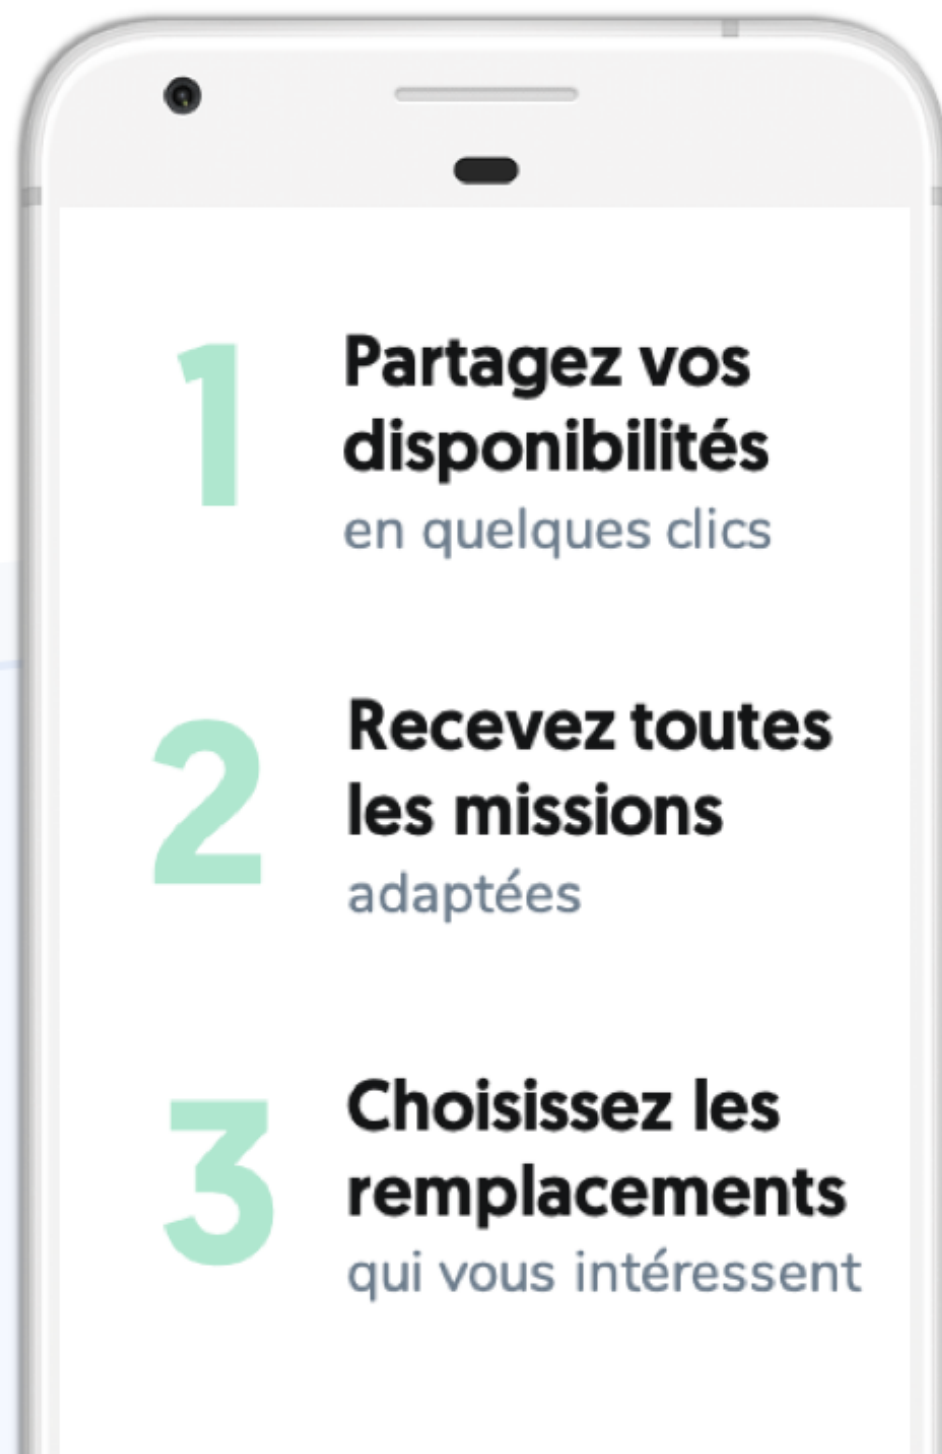 1
Partagez vos
disponibilités
en quelques clics
2
Recevez toutes
les missions
adaptées
3
Choisissez les
remplacements
qui vous intéressent